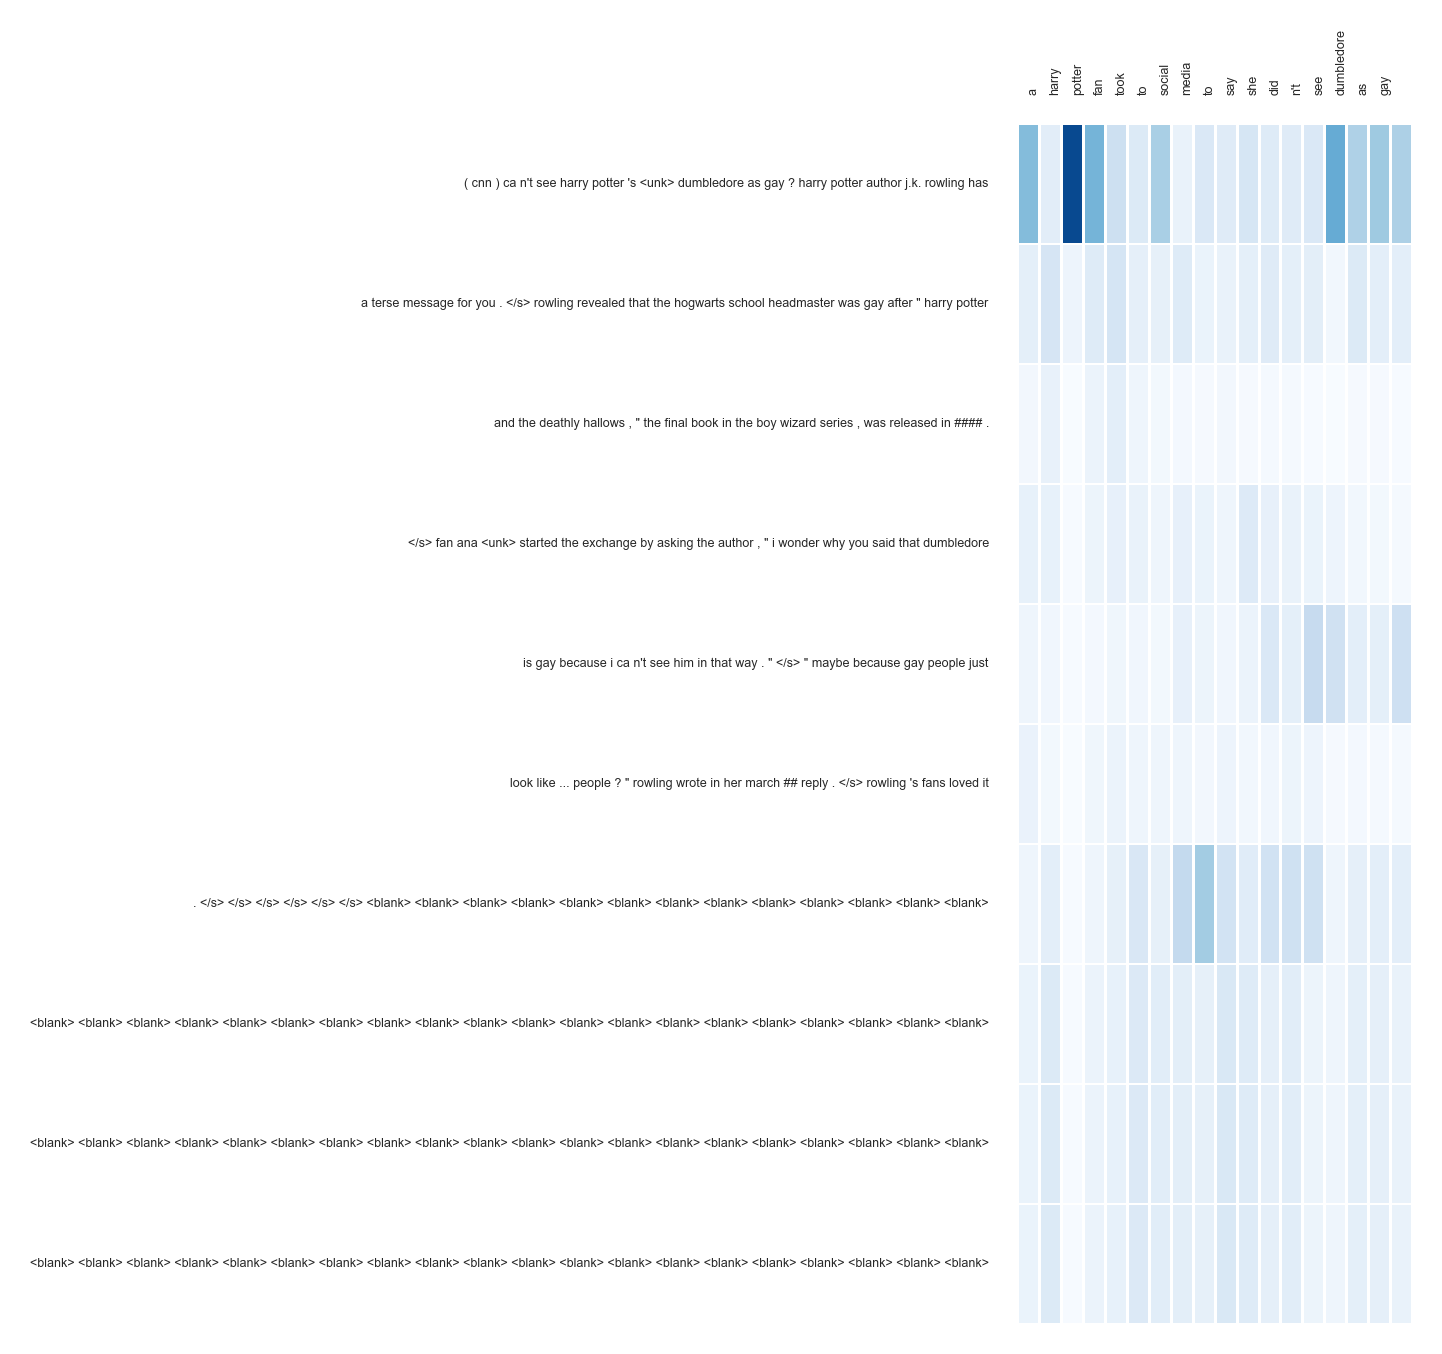 a harry potter fan took to social media to say she did n't see dumbledore as gay
( cnn ) ca n't see harry potter 's <unk> dumbledore as gay ? harry potter author j.k. rowling has
a terse message for you . </s> rowling revealed that the hogwarts school headmaster was gay after " harry potter
and the deathly hallows , " the final book in the boy wizard series , was released in #### .
</s> fan ana <unk> started the exchange by asking the author , " i wonder why you said that dumbledore
is gay because i ca n't see him in that way . " </s> " maybe because gay people just
look like ... people ? " rowling wrote in her march ## reply . </s> rowling 's fans loved it
. </s> </s> </s> </s> </s> </s> <blank> <blank> <blank> <blank> <blank> <blank> <blank> <blank> <blank> <blank> <blank> <blank> <blank>
<blank> <blank> <blank> <blank> <blank> <blank> <blank> <blank> <blank> <blank> <blank> <blank> <blank> <blank> <blank> <blank> <blank> <blank> <blank> <blank>
<blank> <blank> <blank> <blank> <blank> <blank> <blank> <blank> <blank> <blank> <blank> <blank> <blank> <blank> <blank> <blank> <blank> <blank> <blank> <blank>
<blank> <blank> <blank> <blank> <blank> <blank> <blank> <blank> <blank> <blank> <blank> <blank> <blank> <blank> <blank> <blank> <blank> <blank> <blank> <blank>